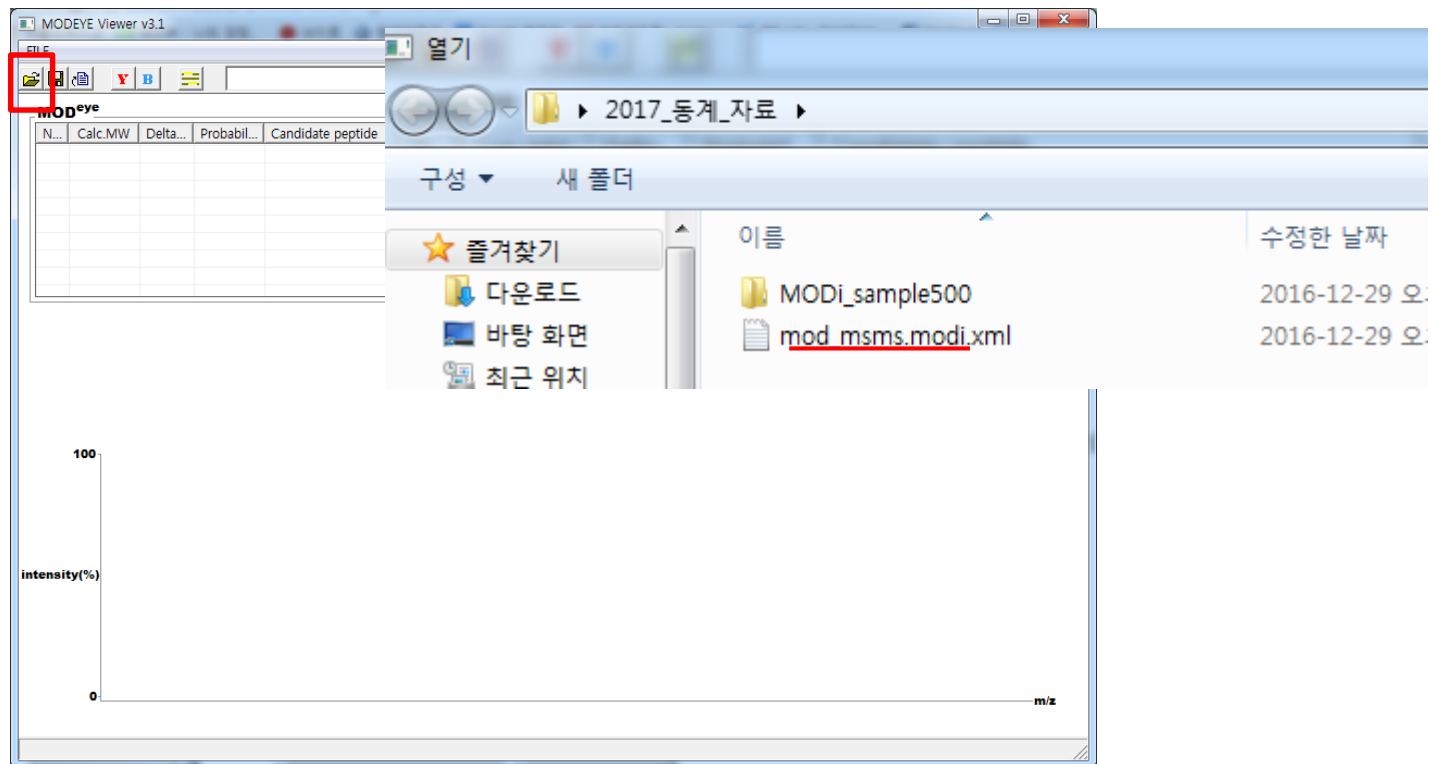 MODEYE Viewer v3.1
FILE
Y B
MODeye
N... Calc.MW Delta... Probabil... Candidate peptide
열기
2017_동계_자료
구성 새 폴더
즐겨찾기
다운로드
바탕 화면
최근 위치
이름 수정한 날짜
MODi_sample500 2016-12-29 오
mod_msms.modi.xml 2016-12-29 오
100
intensity(%)
0
m/z